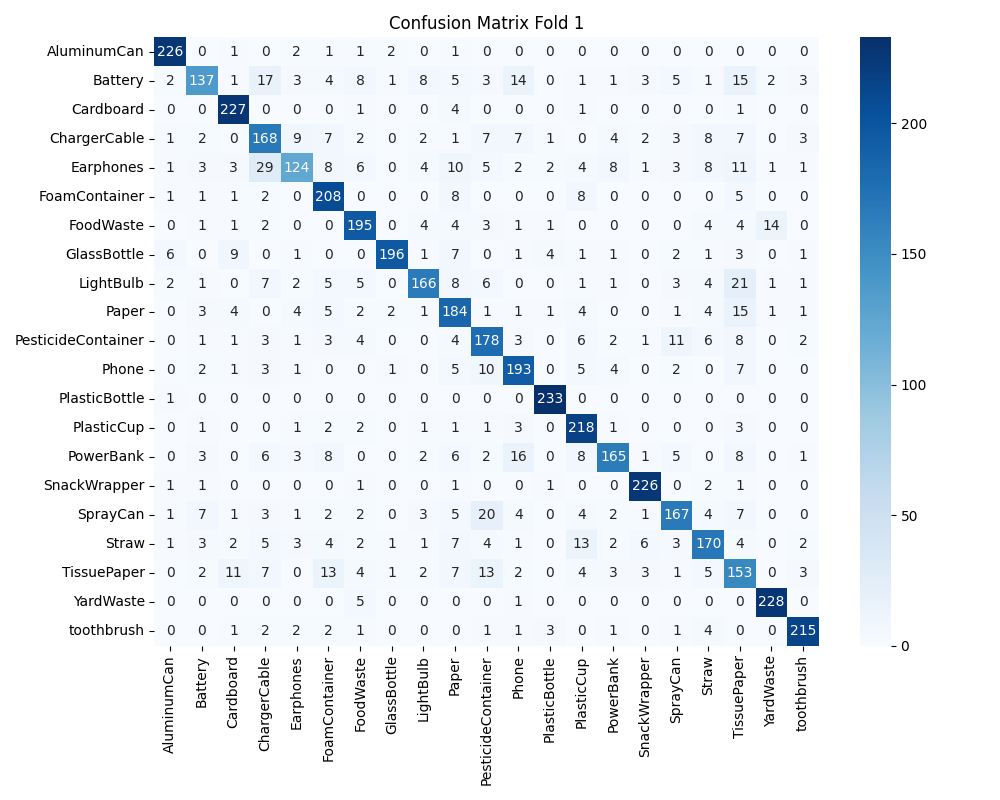 Confusion Matrix Fold 1
AluminumCan 226 0 1 0 2 1 1 2 0 1 0 0 0 0 0 0 0 0 0 0 0
Battery 2 137 1 17 3 4 8 1 8 5 3 14 0 1 1 3 5 1 15 2 3
Cardboard 0 0 227 0 0 0 1 0 0 4 0 0 0 1 0 0 0 0 1 0 0
ChargerCable 1 2 0 168 9 7 2 0 2 1 7 7 1 0 4 2 3 8 7 0 3
Earphones 1 3 3 29 124 8 6 0 4 10 5 2 2 4 8 1 3 8 11 1 1
FoamContainer 1 1 1 2 0 208 0 0 0 8 0 0 0 8 0 0 0 0 5 0 0
FoodWaste 0 1 1 2 0 0 195 0 4 4 3 1 1 0 0 0 0 4 4 14 0
GlassBottle 6 0 9 0 1 0 0 196 1 7 0 1 4 1 1 0 2 1 3 0 1
LightBulb 2 1 0 7 2 5 5 0 166 8 6 0 0 1 1 0 3 4 21 1 1
Paper 0 3 4 0 4 5 2 2 1 184 1 1 1 4 0 0 1 4 15 1 1
PesticideContainer 0 1 1 3 1 3 4 0 0 4 178 3 0 6 2 1 11 6 8 0 2
Phone 0 2 1 3 1 0 0 1 0 5 10 193 0 5 4 0 2 0 7 0 0
PlasticBottle 1 0 0 0 0 0 0 0 0 0 0 0 233 0 0 0 0 0 0 0 0
PlasticCup 0 1 0 0 1 2 2 0 1 1 1 3 0 218 1 0 0 0 3 0 0
PowerBank 0 3 0 6 3 8 0 0 2 6 2 16 0 8 165 1 5 0 8 0 1
SnackWrapper 1 1 0 0 0 0 1 0 0 1 0 0 1 0 0 226 0 2 1 0 0
SprayCan 1 7 1 3 1 2 2 0 3 5 20 4 0 4 2 1 167 4 7 0 0
Straw 1 3 2 5 3 4 2 1 1 7 4 1 0 13 2 6 3 170 4 0 2
TissuePaper 0 2 11 7 0 13 4 1 2 7 13 2 0 4 3 3 1 5 153 0 3
YardWaste 0 0 0 0 0 0 5 0 0 0 0 1 0 0 0 0 0 0 0 228 0
toothbrush 0 0 1 2 2 2 1 0 0 0 1 1 3 0 1 0 1 4 0 0 215
AluminumCan
Battery
Cardboard
ChargerCable
Earphones
FoamContainer
FoodWaste
GlassBottle
LightBulb
Paper
PesticideContainer
Phone
PlasticBottle
PlasticCup
PowerBank
SnackWrapper
SprayCan
Straw
TissuePaper
YardWaste
toothbrush
200
150
100
50
0